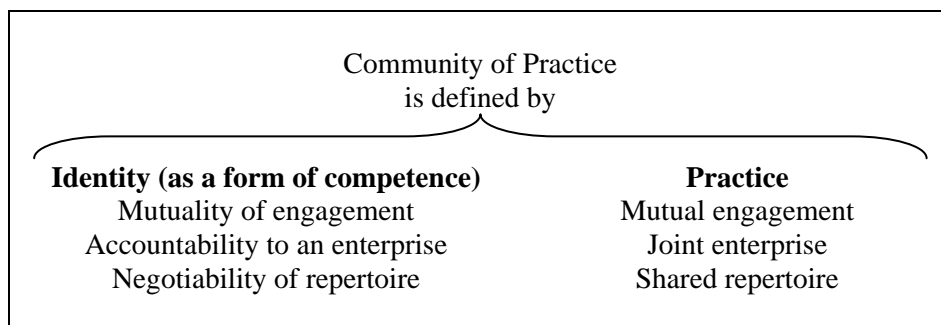 Community of Practice
is defined by
Identity (as a form of competence)
Mutuality of engagement
Accountability to an enterprise
Negotiability of repertoire
Practice
Mutual engagement
Joint enterprise
Shared repertoire